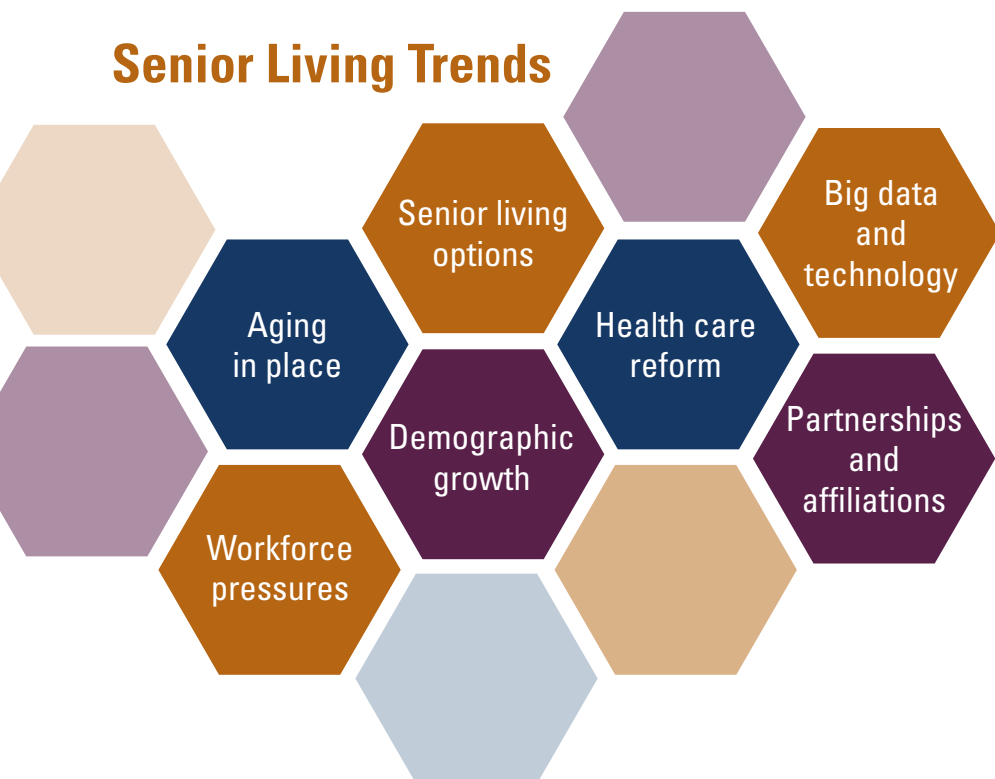 Senior Living Trends
Senior living
options
Big data
and
technology
Aging
in place
Health care
reform
Demographic
growth
Partnerships
and
affiliations
Workforce
pressures